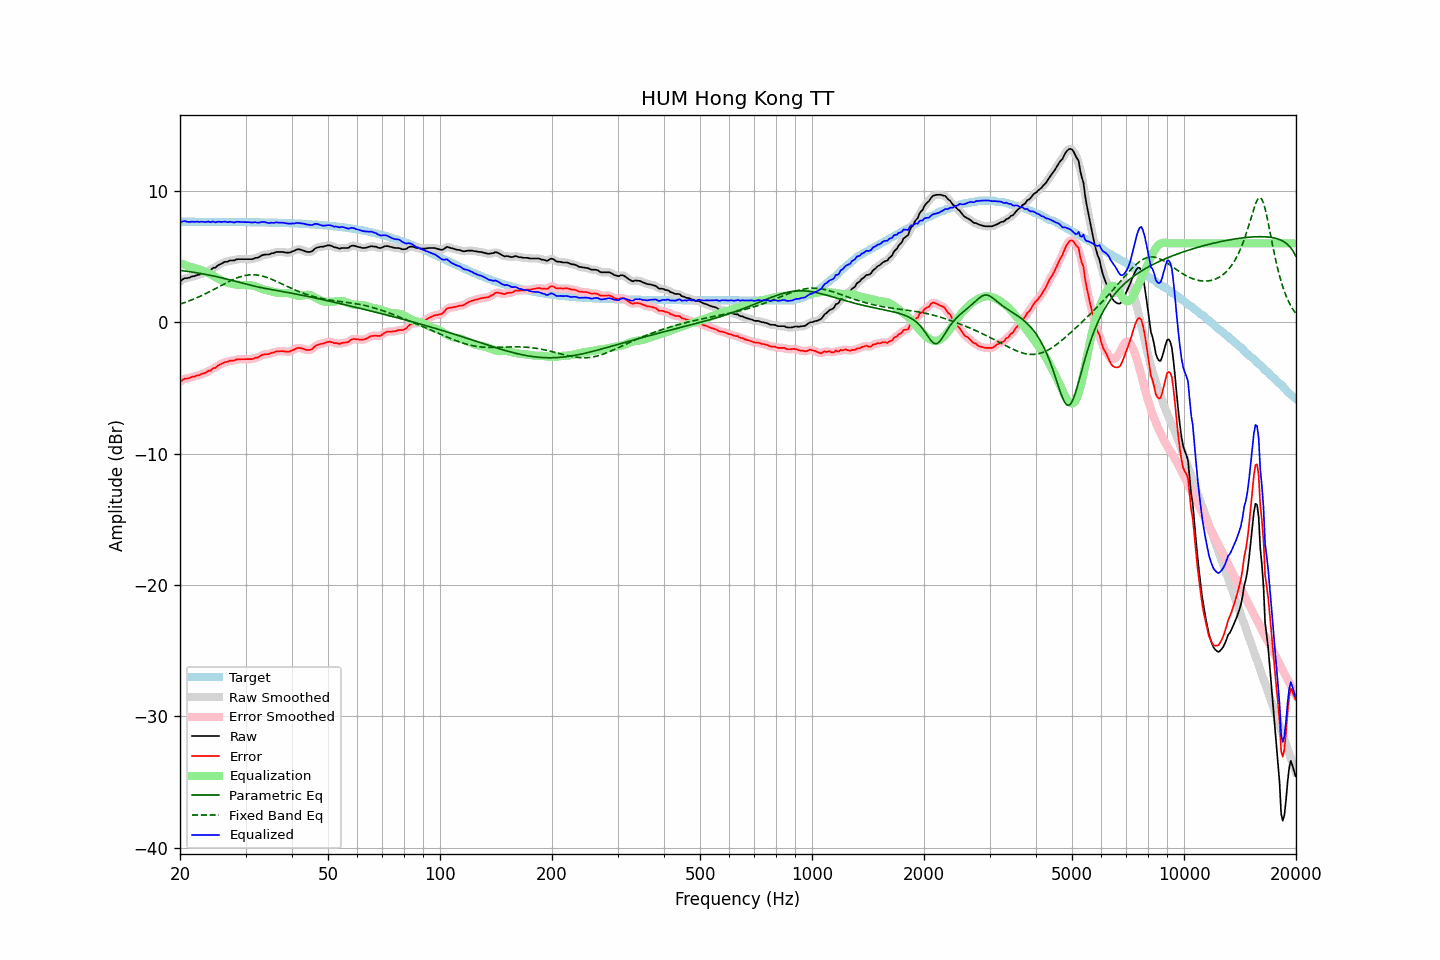 HUM Hong Kong TT
Amplitude (dBr)
10
0
−10
−20
−30
−40
Target
Raw Smoothed
Error Smoothed
Raw
Error
Equalization
Parametric Eq
Fixed Band Eq
Equalized
20 50 100 200 500 1000 2000 5000 10000 20000
Frequency (Hz)